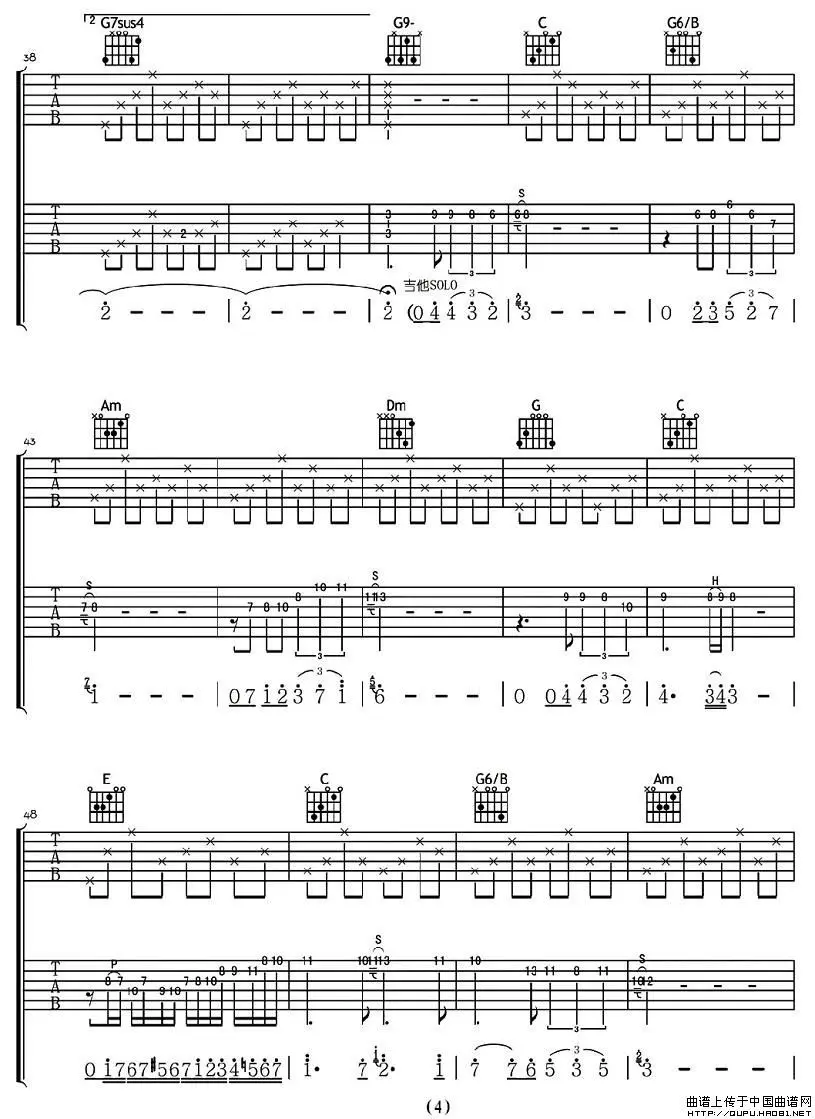 2 G7sus4 G9- C G6/B
38
T A B
T A B
2 3 3 9 9 8 6 S 6 8 6 8 6 6 7
3 3
吉他SOLO
2 - - - | 2 - - - | 2 (0 4 4 3 2 | 3 - - - | 0 2 3 5 2 7 |
3 3
Am Dm G C
43
T A B
T A B
S 7 8 7 8 10 8 10 11 S 11 13 9 9 8 10 9 H 8 9 8
3 3
7 1 - - - | 0 7 1 2 3 7 1 | 5 6 - - - | 0 0 4 4 3 2 | 4· 3 4 3 - |
3 3
E C G6/B Am
48
T A B
T A B
P 8 7 10 7 9 10 7 8 10 8 9 11 8 10 11 10 S 11 13 11 10 13 11 8 11 S 10 12
3
0 1 7 6 7 #5 6 7 1 2 3 4 #5 6 7 | 1· 7 2· 1 | 7 7 6 5 3 5 | 2 3 - - - |
3
(4)
曲谱上传于中国曲谱网
HTTP://QUPU.HAO81.NET